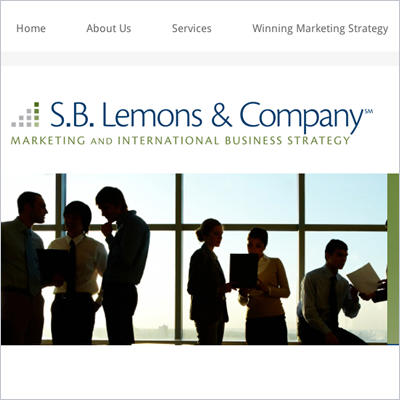 Home About Us Services Winning Marketing Strategy
S.B. Lemons & Company℠
MARKETING AND INTERNATIONAL BUSINESS STRATEGY